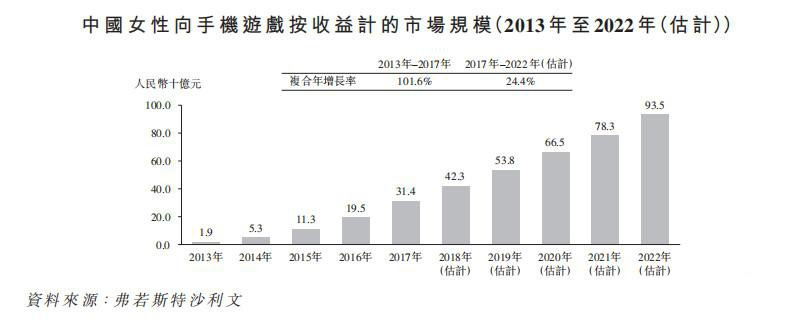 中國女性向手機遊戲按收益計的市場規模(2013年至2022年(估計))
2013年–2017年 2017年–2022年(估計)
複合年增長率 101.6% 24.4%
人民幣十億元
100.0
80.0
60.0
40.0
20.0
0.0
1.9 5.3 11.3 19.5 31.4 42.3 53.8 66.5 78.3 93.5
2013年 2014年 2015年 2016年 2017年 2018年 2019年 2020年 2021年 2022年
(估計) (估計) (估計) (估計) (估計)
資料來源：弗若斯特沙利文